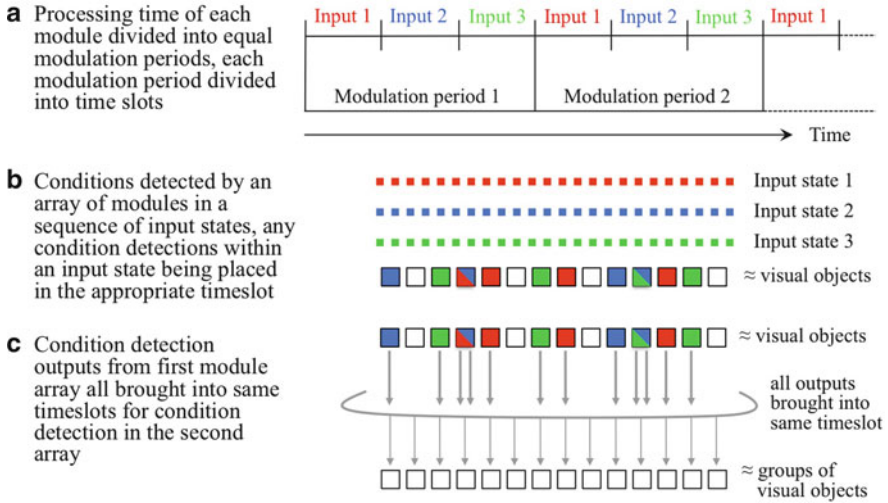 a Processing time of each
module divided into equal
modulation periods, each
modulation period divided
into time slots
Input 1 Input 2 Input 3 Input 1 Input 2 Input 3 Input 1
Modulation period 1 Modulation period 2
Time
b Conditions detected by an
array of modules in a
sequence of input states, any
condition detections within
an input state being placed
in the appropriate timeslot
Input state 1
Input state 2
Input state 3
≈ visual objects
c Condition detection
outputs from first module
array all brought into same
timeslots for condition
detection in the second
array
≈ visual objects
all outputs
brought into
same timeslot
≈ groups of
visual objects